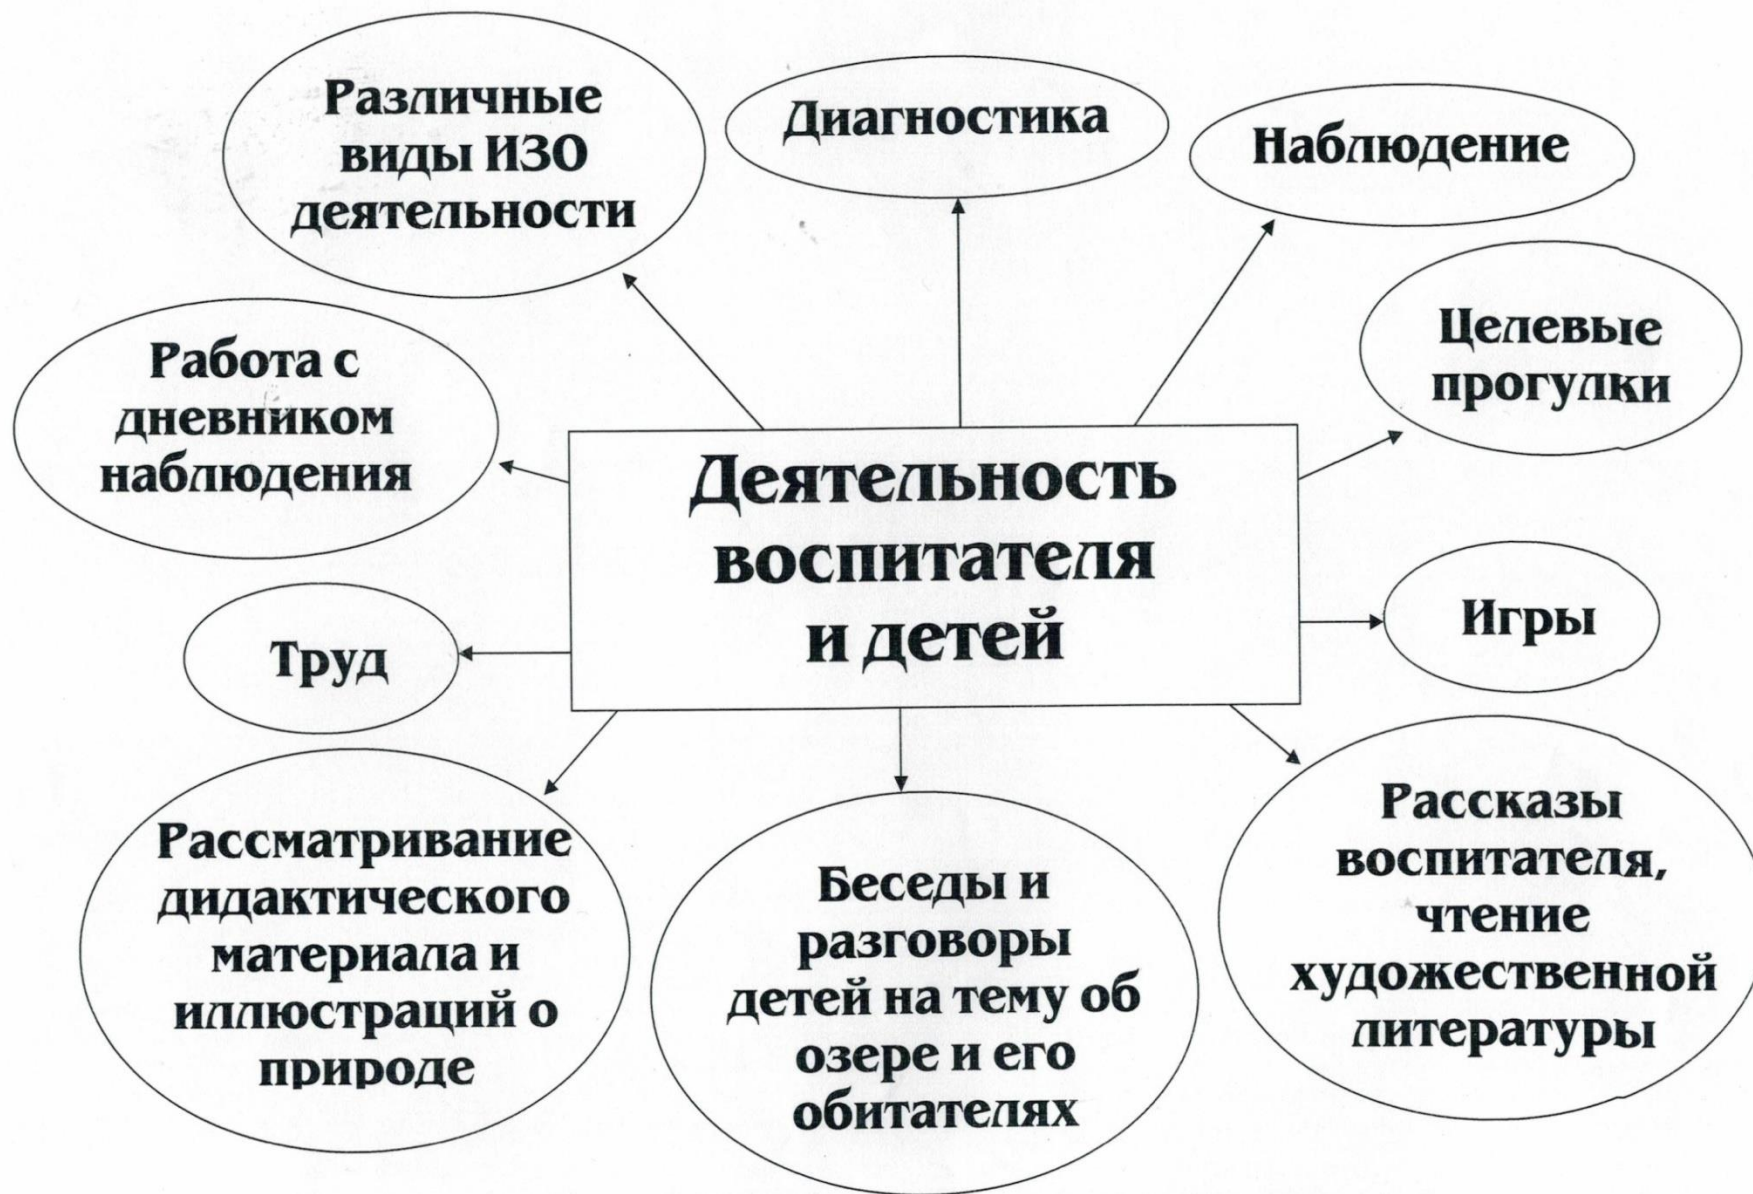 Различные
виды ИЗО
деятельности
Диагностика
Наблюдение
Целевые
прогулки
Работа с
дневником
наблюдения
Деятельность
воспитателя
и детей
Игры
Труд
Рассматривание
дидактического
материала и
иллюстраций о
природе
Беседы и
разговоры
детей на тему об
озере и его
обитателях
Рассказы
воспитателя,
чтение
художественной
литературы